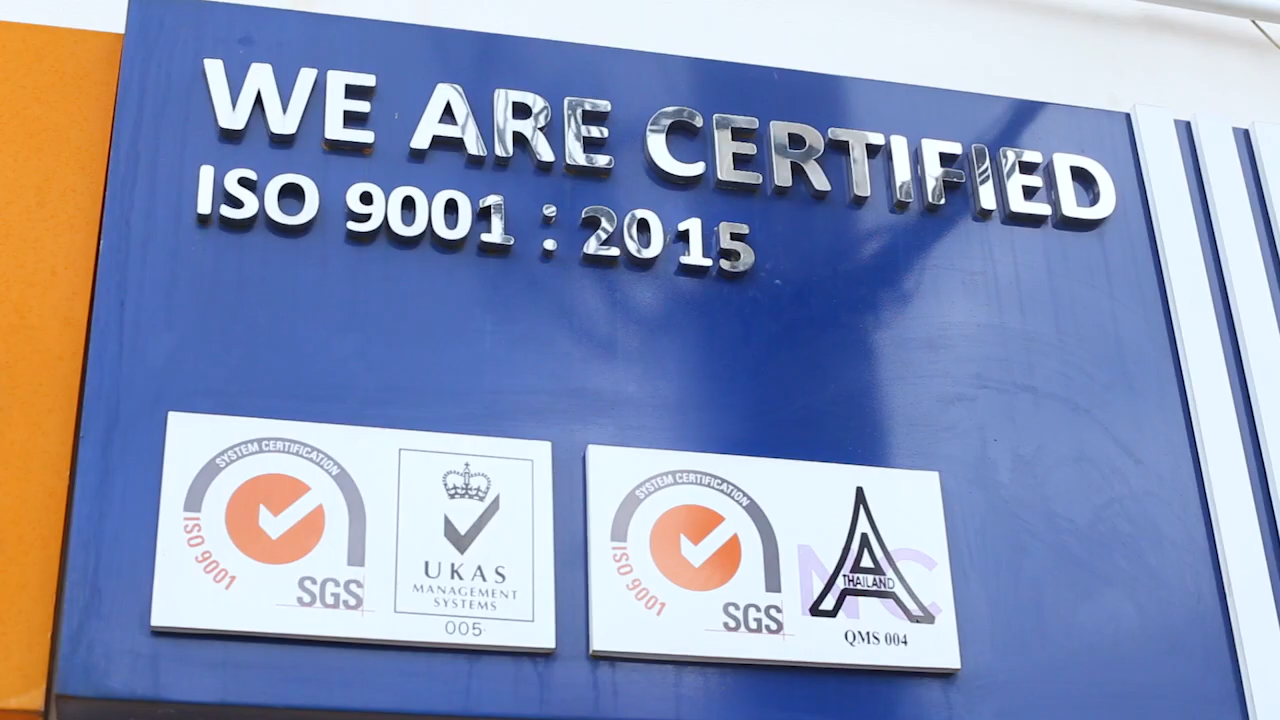 WE ARE CERTIFIED
ISO 9001 : 2015
SYSTEM CERTIFICATION
ISO 9001
SGS
UKAS
MANAGEMENT
SYSTEMS
005
SYSTEM CERTIFICATION
ISO 9001
SGS
NAC
THAILAND
QMS 004